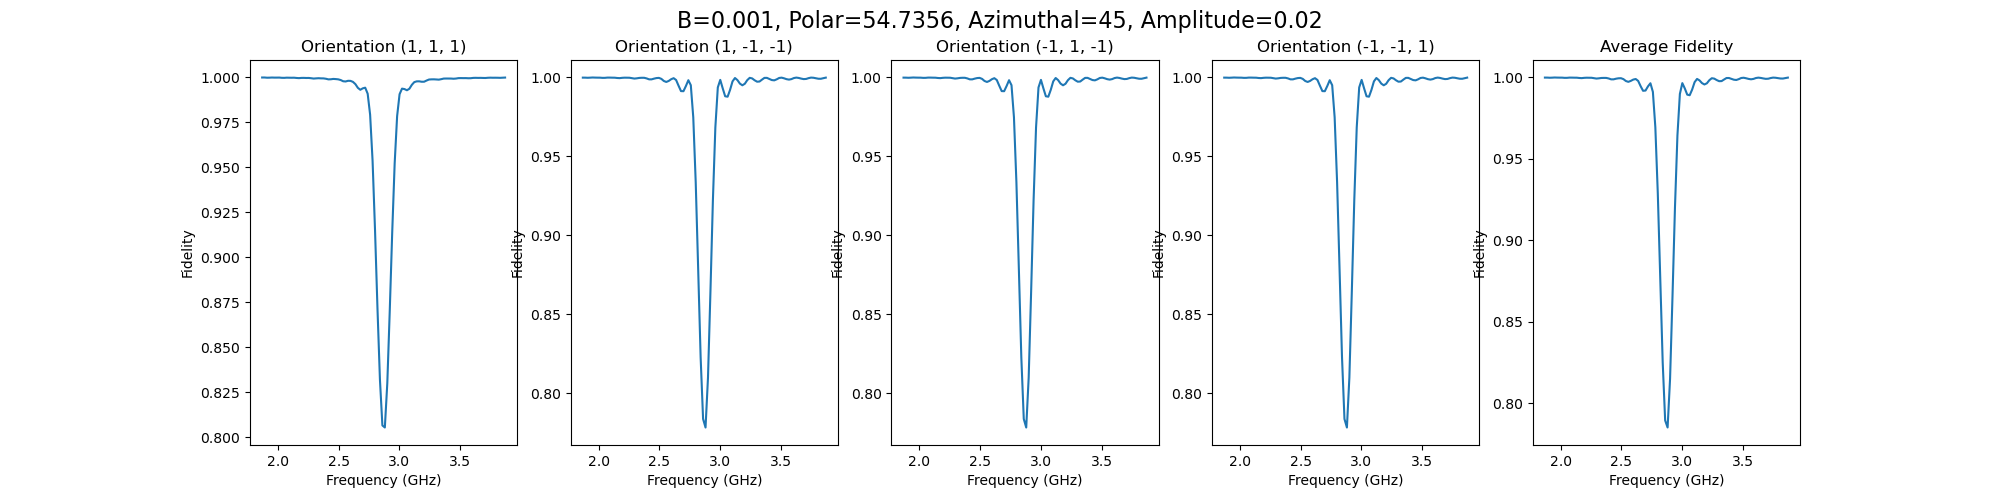 B=0.001, Polar=54.7356, Azimuthal=45, Amplitude=0.02
Orientation (1, 1, 1)
Fidelity
1.000
0.975
0.950
0.925
0.900
0.875
0.850
0.825
0.800
2.0 2.5 3.0 3.5
Frequency (GHz)
Orientation (1, -1, -1)
Fidelity
1.00
0.95
0.90
0.85
0.80
2.0 2.5 3.0 3.5
Frequency (GHz)
Orientation (-1, 1, -1)
Fidelity
1.00
0.95
0.90
0.85
0.80
2.0 2.5 3.0 3.5
Frequency (GHz)
Orientation (-1, -1, 1)
Fidelity
1.00
0.95
0.90
0.85
0.80
2.0 2.5 3.0 3.5
Frequency (GHz)
Average Fidelity
Fidelity
1.00
0.95
0.90
0.85
0.80
2.0 2.5 3.0 3.5
Frequency (GHz)